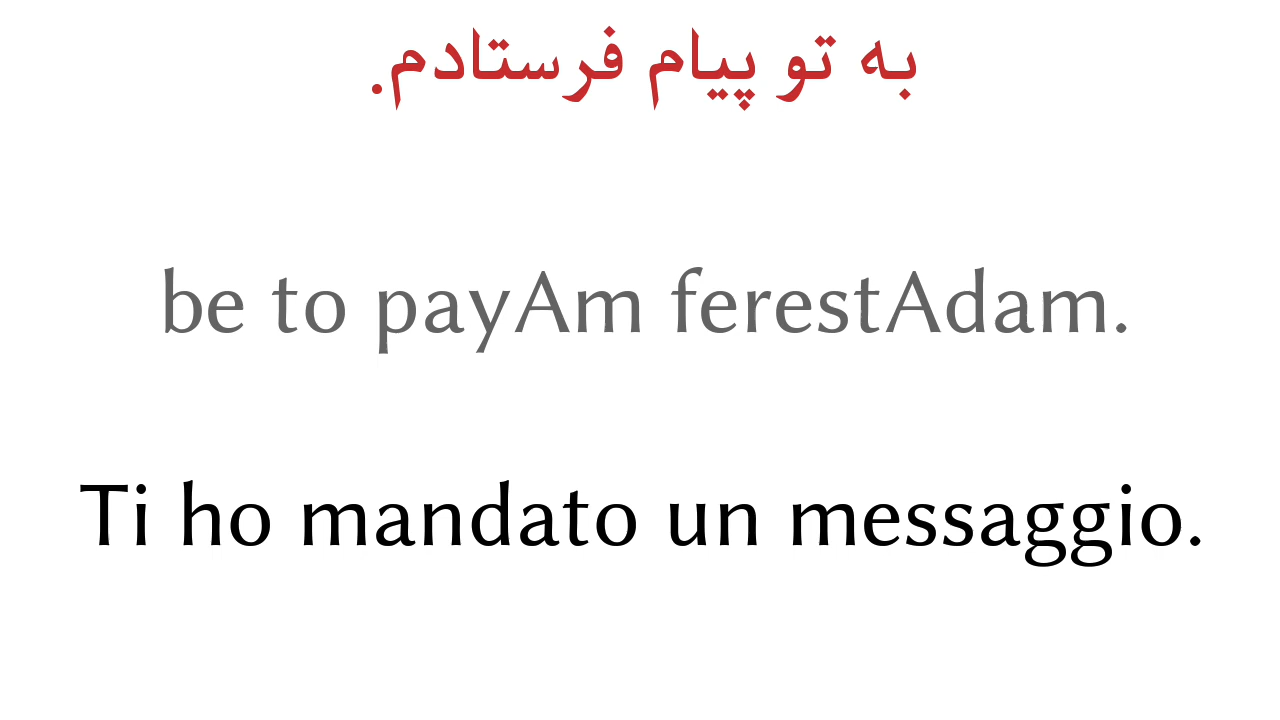 به تو پیام فرستادم.
be to payAm ferestAdam.
Ti ho mandato un messaggio.